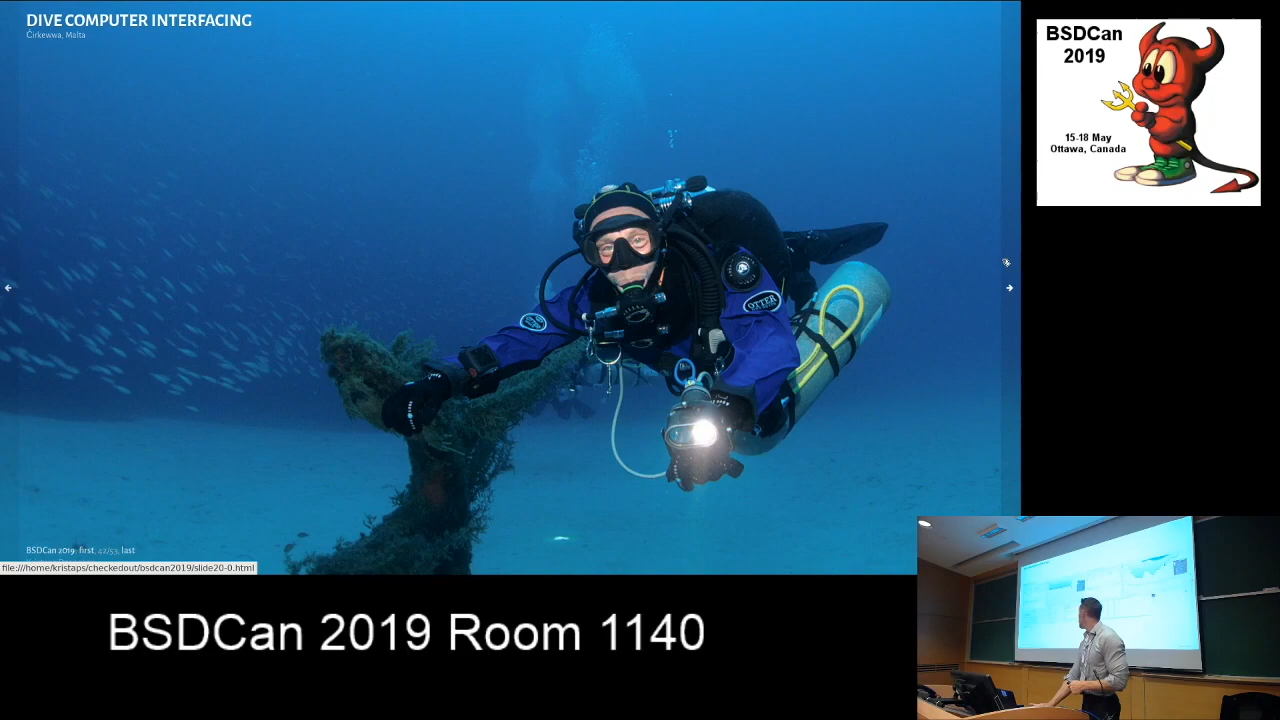 DIVE COMPUTER INTERFACING
Ċirkewwa, Malta
OTTER
BSDCan 2019: first, 42/53, last
file:///home/kristaps/checkedout/bsdcan2019/slide20-0.html
BSDCan
2019
15-18 May
Ottawa, Canada
BSDCan 2019 Room 1140